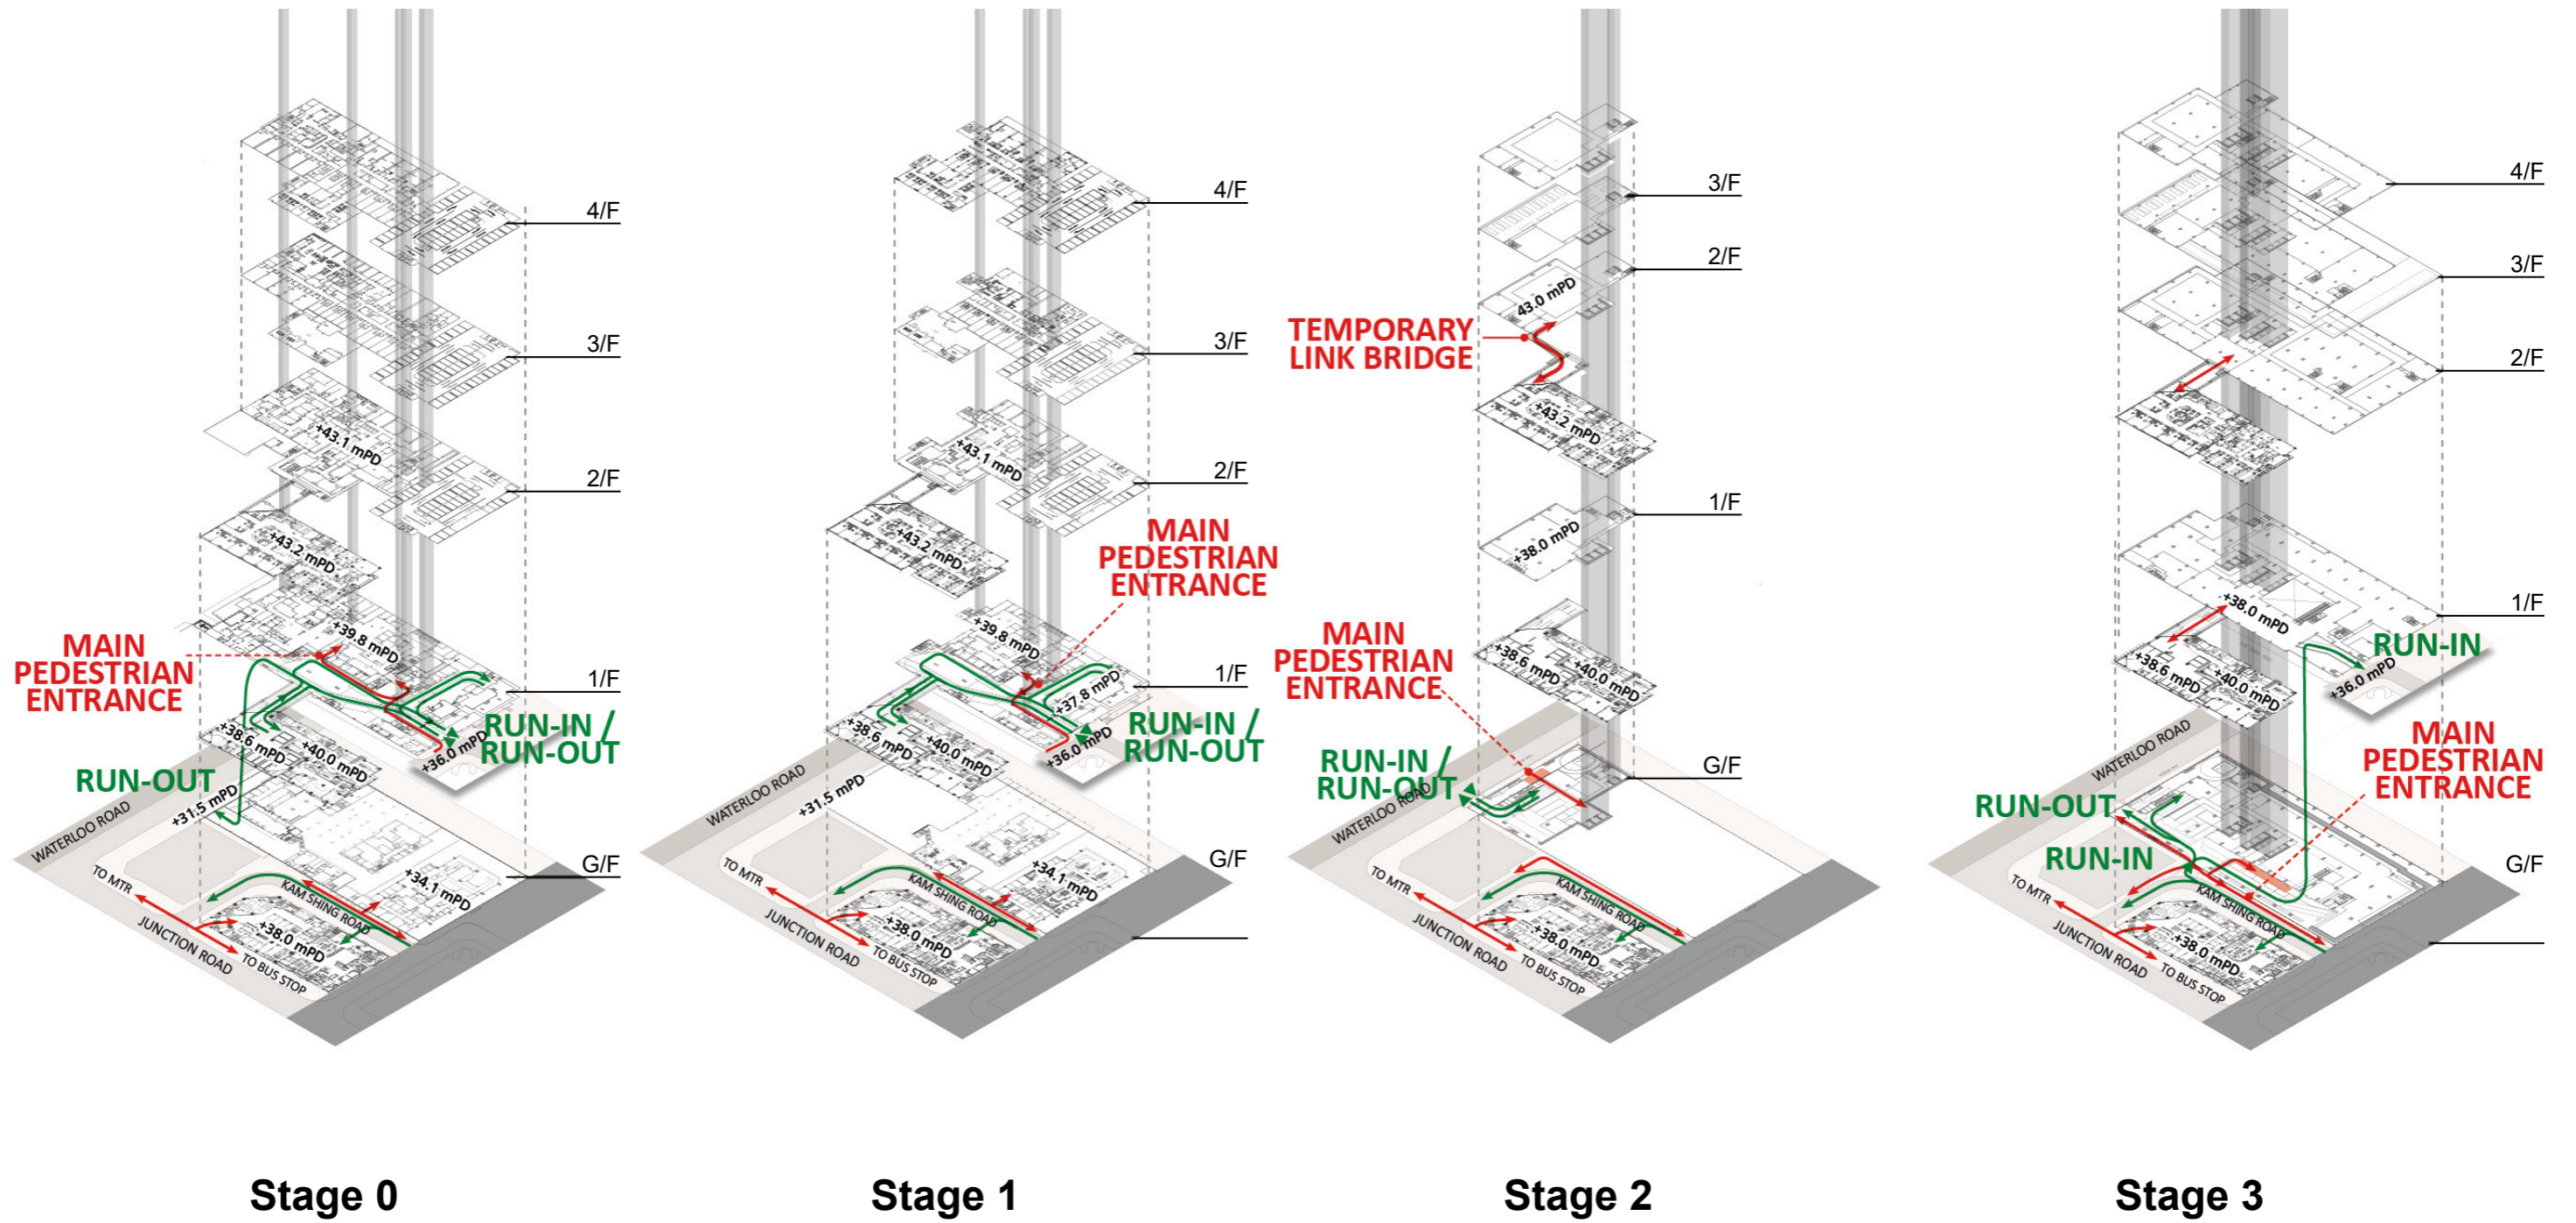 4/F
3/F
+43.1 mPD
2/F
+43.2 mPD
+39.8 mPD
MAIN
PEDESTRIAN
ENTRANCE
1/F
RUN-IN /
RUN-OUT
+36.0 mPD
+38.6 mPD
+40.0 mPD
RUN-OUT
+31.5 mPD
WATERLOO ROAD
G/F
TO MTR
KAM SHING ROAD
+34.1 mPD
JUNCTION ROAD
+38.0 mPD
TO BUS STOP
Stage 0
4/F
3/F
+43.1 mPD
2/F
+43.2 mPD
MAIN
PEDESTRIAN
ENTRANCE
+39.8 mPD
1/F
+37.8 mPD
RUN-IN /
RUN-OUT
+36.0 mPD
+38.6 mPD
+40.0 mPD
WATERLOO ROAD
+31.5 mPD
G/F
TO MTR
KAM SHING ROAD
+34.1 mPD
JUNCTION ROAD
+38.0 mPD
TO BUS STOP
Stage 1
3/F
2/F
43.0 mPD
TEMPORARY
LINK BRIDGE
+43.2 mPD
1/F
+38.0 mPD
MAIN
PEDESTRIAN
ENTRANCE
+38.6 mPD
+40.0 mPD
G/F
RUN-IN /
RUN-OUT
WATERLOO ROAD
TO MTR
KAM SHING ROAD
JUNCTION ROAD
+38.0 mPD
TO BUS STOP
Stage 2
4/F
3/F
2/F
1/F
+38.0 mPD
RUN-IN
+36.0 mPD
+38.6 mPD
+40.0 mPD
WATERLOO ROAD
MAIN
PEDESTRIAN
ENTRANCE
RUN-OUT
RUN-IN
G/F
TO MTR
KAM SHING ROAD
JUNCTION ROAD
+38.0 mPD
TO BUS STOP
Stage 3